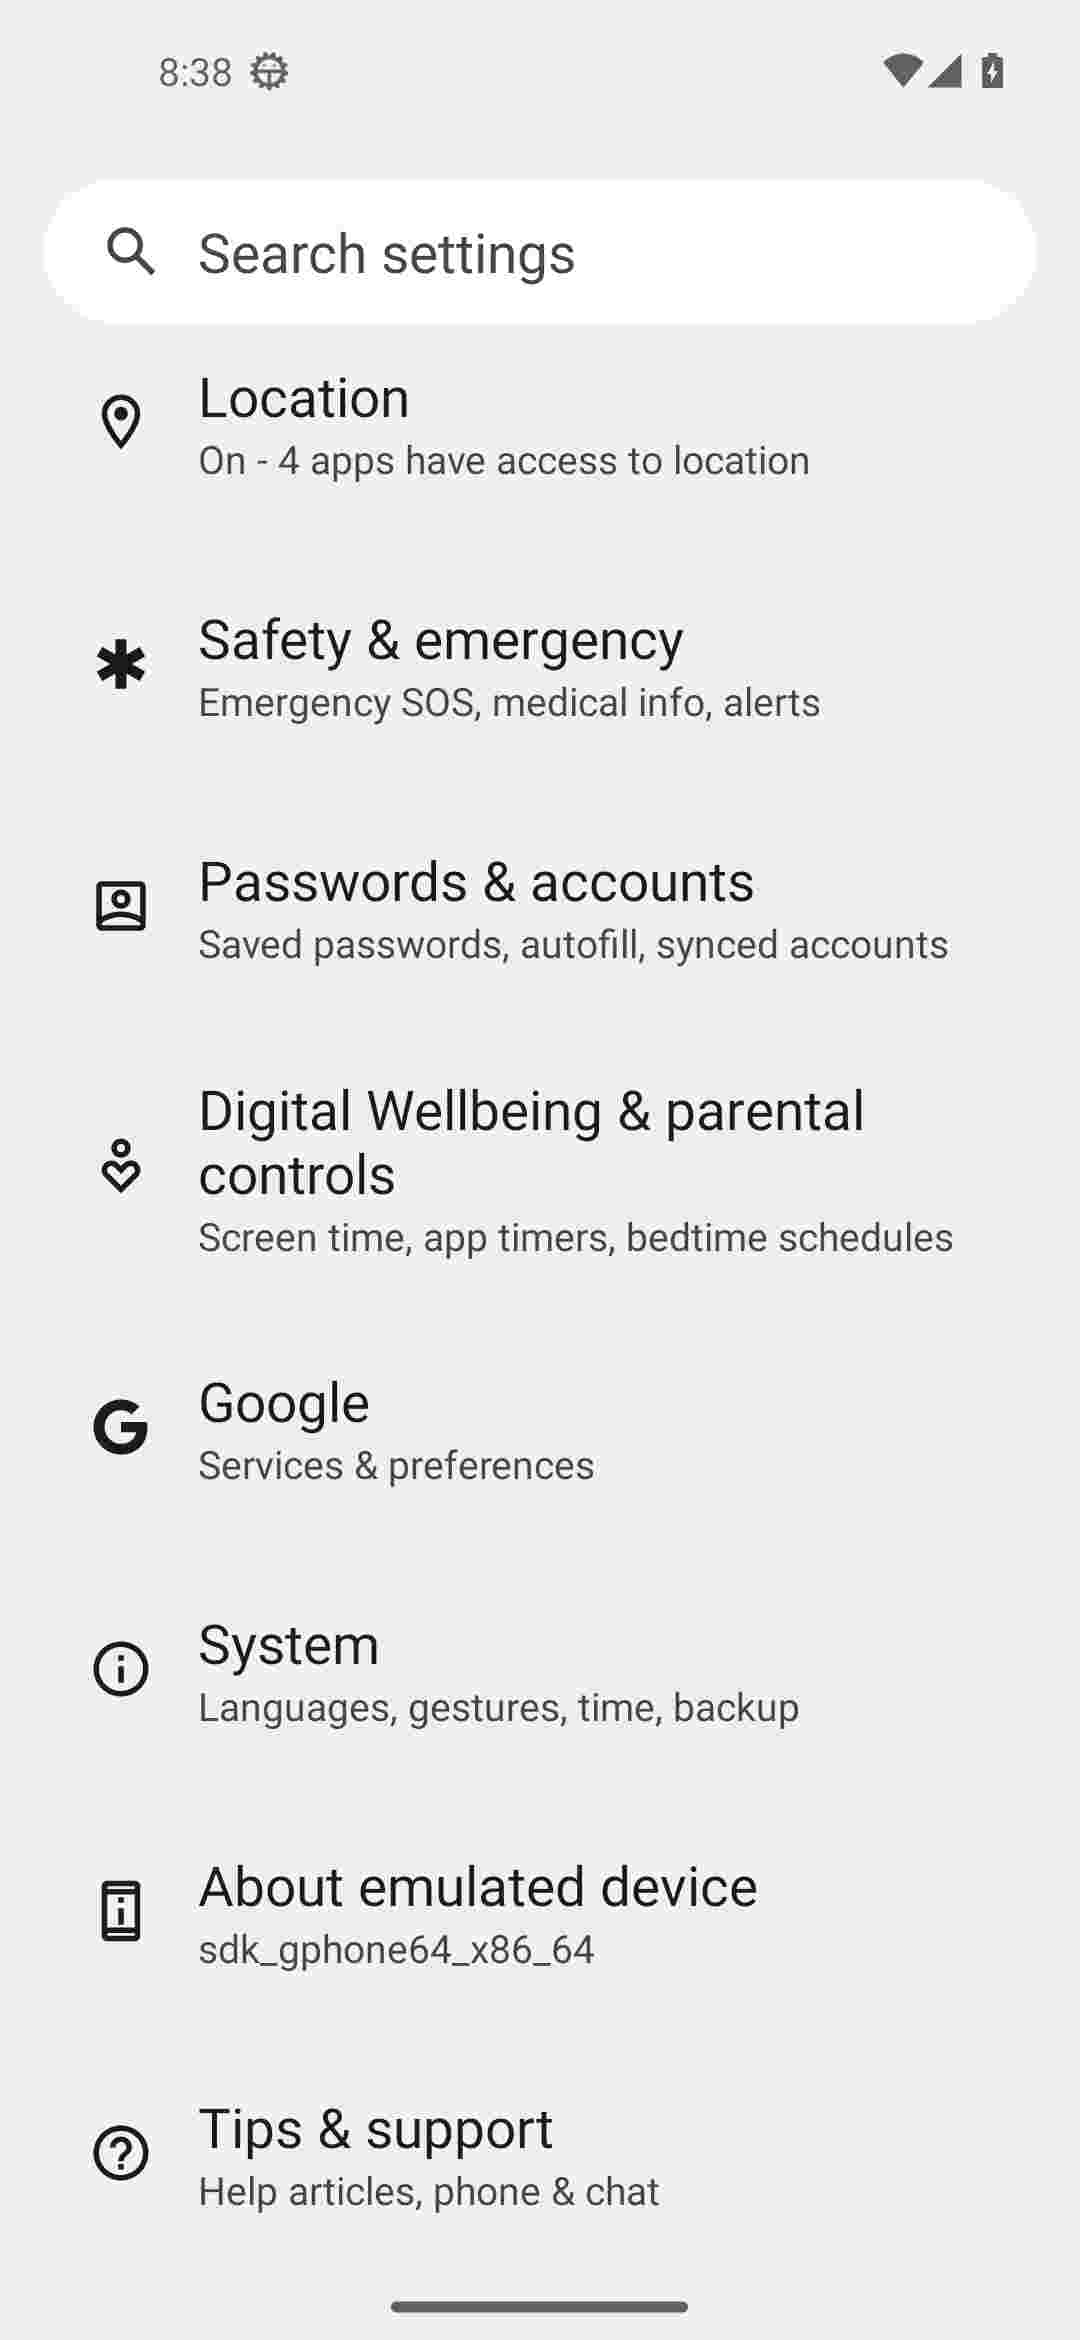 8:38
Search settings
Location
On - 4 apps have access to location
Safety & emergency
Emergency SOS, medical info, alerts
Passwords & accounts
Saved passwords, autofill, synced accounts
Digital Wellbeing & parental
controls
Screen time, app timers, bedtime schedules
Google
Services & preferences
System
Languages, gestures, time, backup
About emulated device
sdk_gphone64_x86_64
Tips & support
Help articles, phone & chat